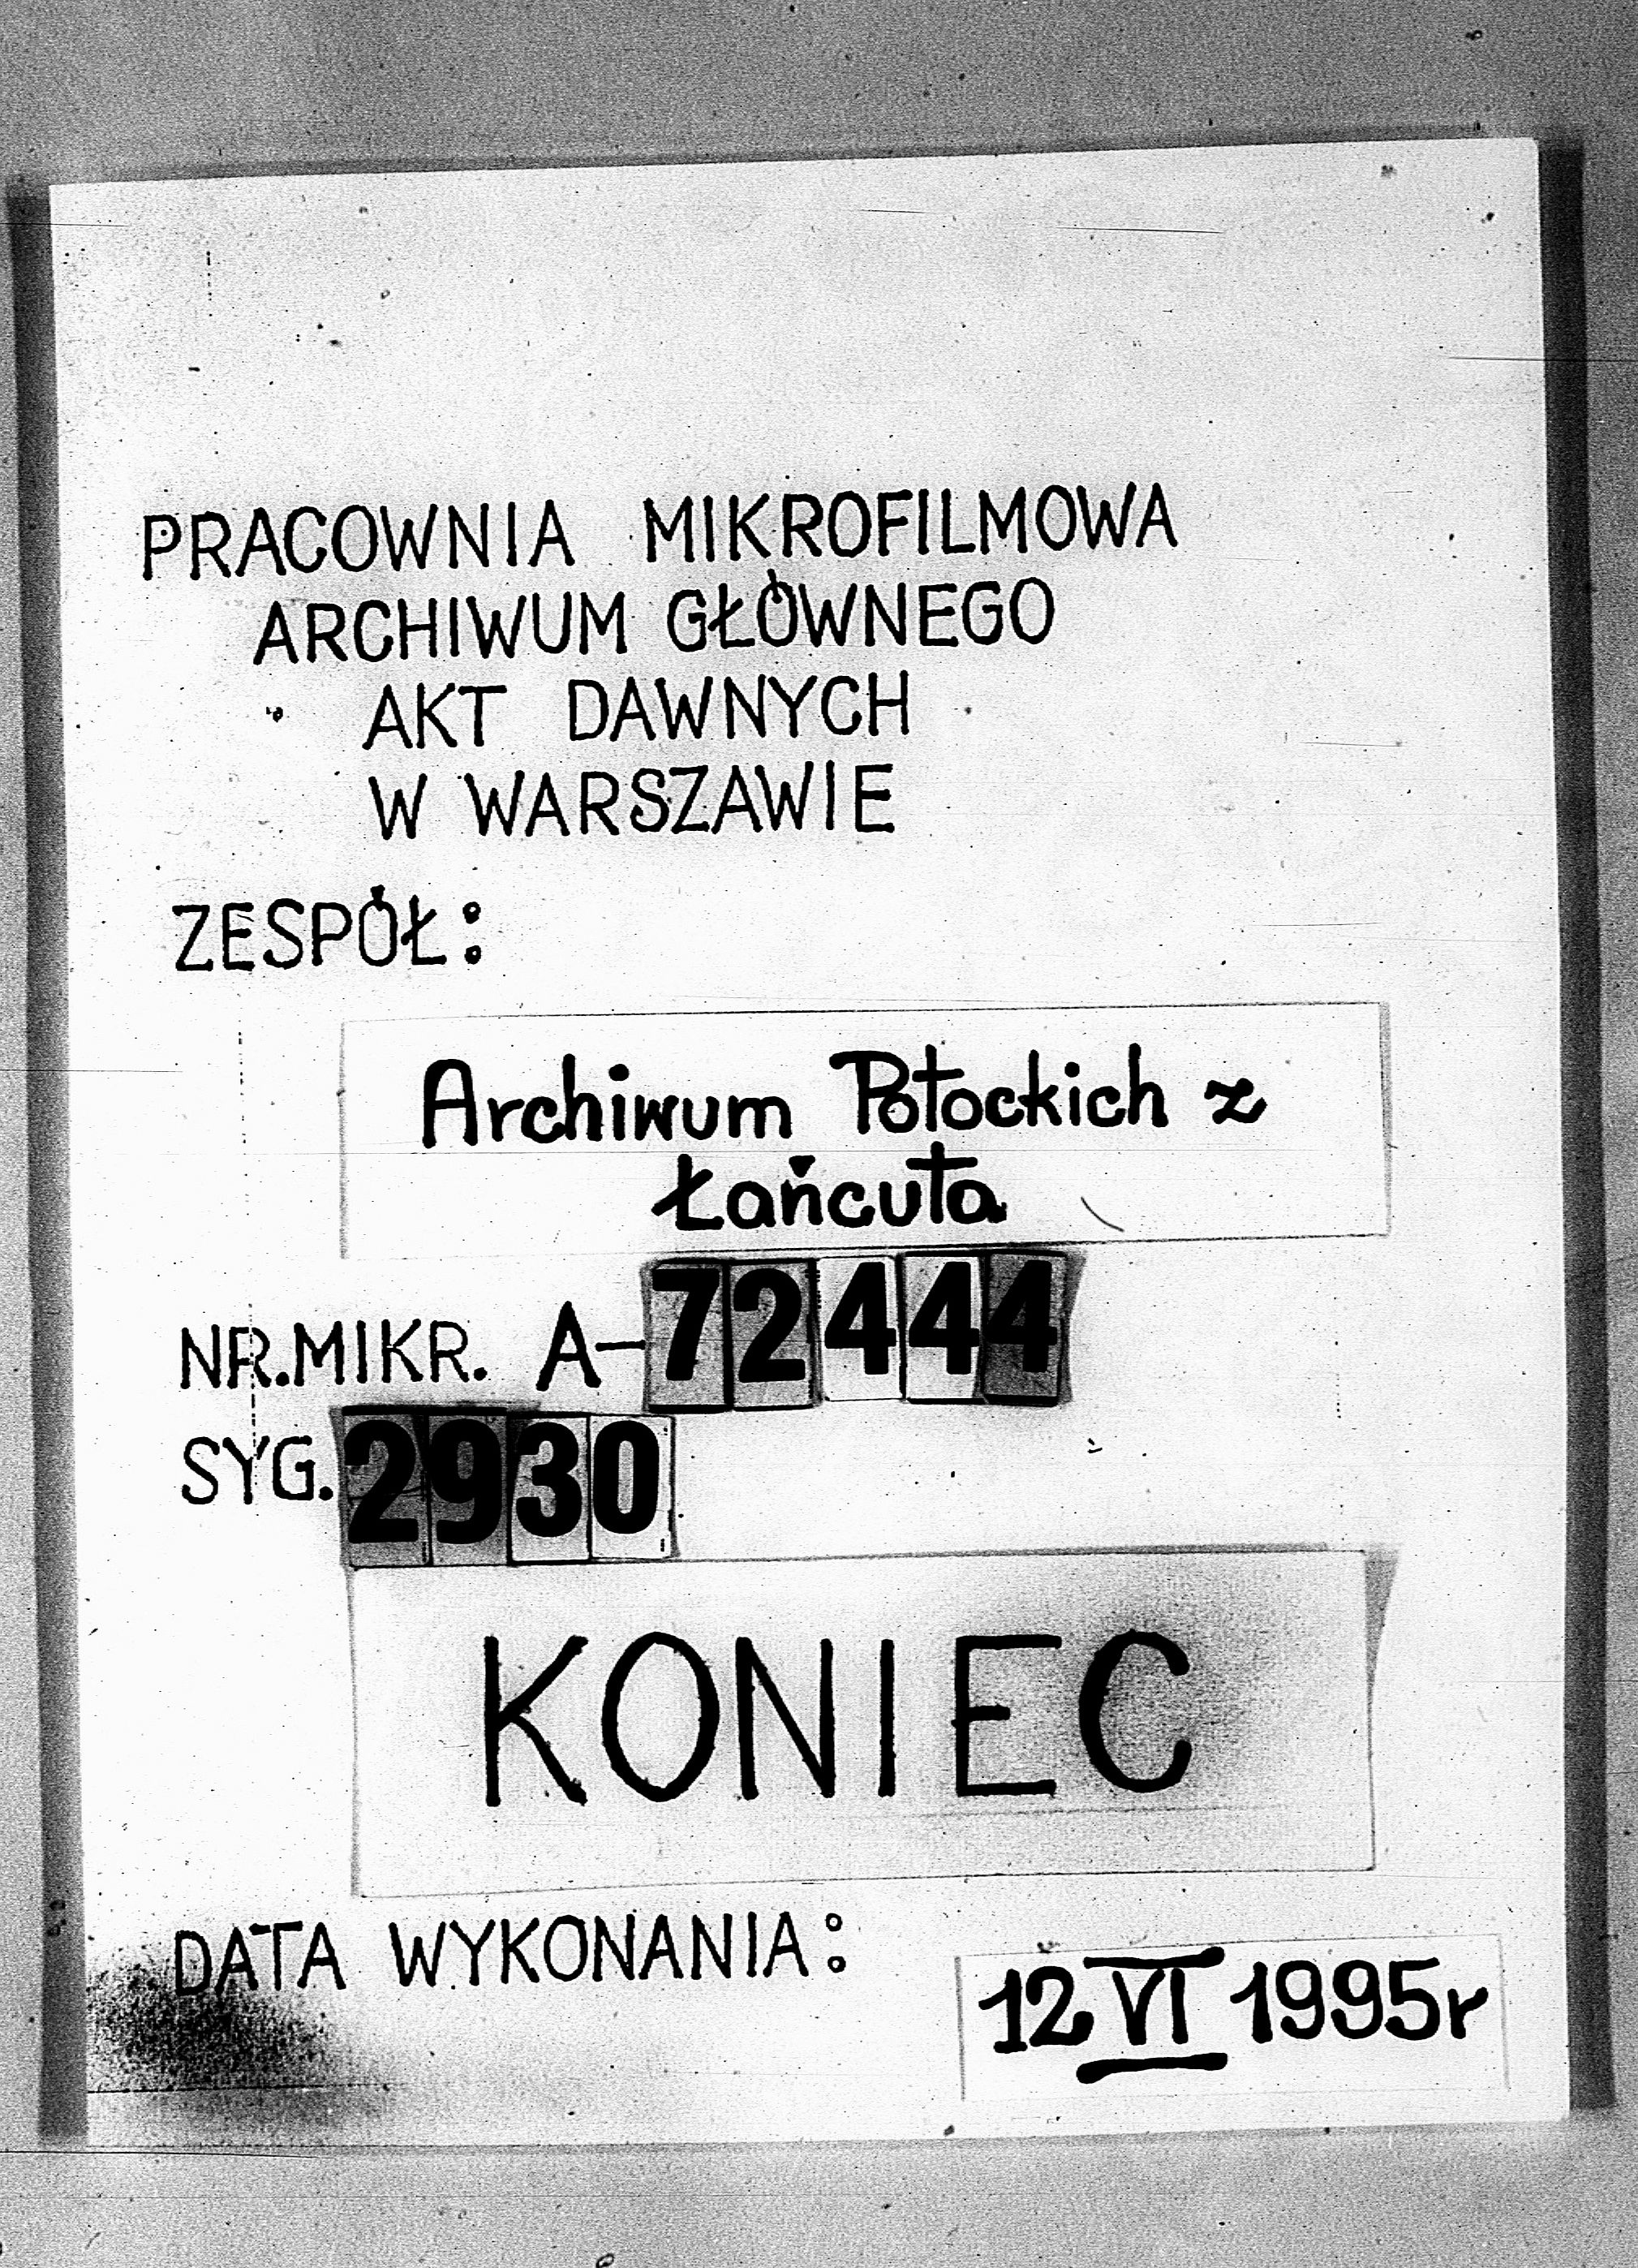 PRACOWNIA MIKROFILMOWA
ARCHIWUM GŁÓWNEGO
AKT DAWNYCH
W WARSZAWIE
ZESPÓŁ:
Archiwum Potockich z
Łańcuta
NR.MIKR. A-72444
SYG. 2930
KONIEC
DATA WYKONANIA:
12 VI 1995r